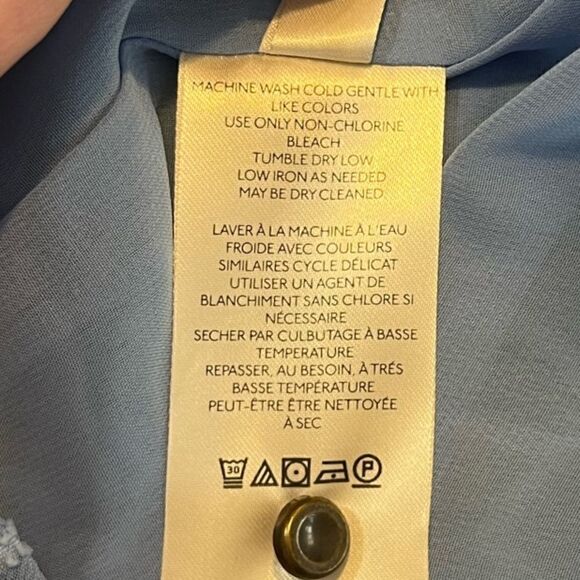 MACHINE WASH COLD GENTLE WITH
LIKE COLORS
USE ONLY NON-CHLORINE
BLEACH
TUMBLE DRY LOW
LOW IRON AS NEEDED
MAY BE DRY CLEANED
LAVER À LA MACHINE À L'EAU
FROIDE AVEC COULEURS
SIMILAIRES CYCLE DÉLICAT
UTILISER UN AGENT DE
BLANCHIMENT SANS CHLORE SI
NÉCESSAIRE
SECHER PAR CULBUTAGE À BASSE
TEMPERATURE
REPASSER, AU BESOIN, À TRÉS
BASSE TEMPÉRATURE
PEUT-ÊTRE ÊTRE NETTOYÉE
À SEC
30 P